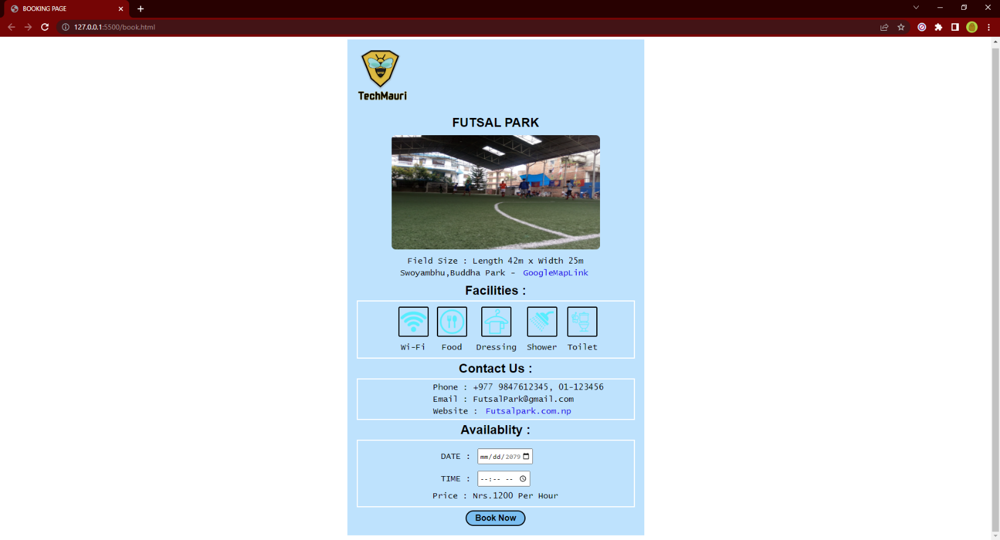 BOOKING PAGE
127.0.0.1:5500/book.html
TechMauri
FUTSAL PARK
Field Size : Length 42m x Width 25m
Swoyambhu,Buddha Park - GoogleMapLink
Facilities :
Wi-Fi Food Dressing Shower Toilet
Contact Us :
Phone : +977 9847612345, 01-123456
Email : FutsalPark@gmail.com
Website : Futsalpark.com.np
Availablity :
DATE : mm/dd/2079
TIME : --:-- --
Price : Nrs.1200 Per Hour
Book Now